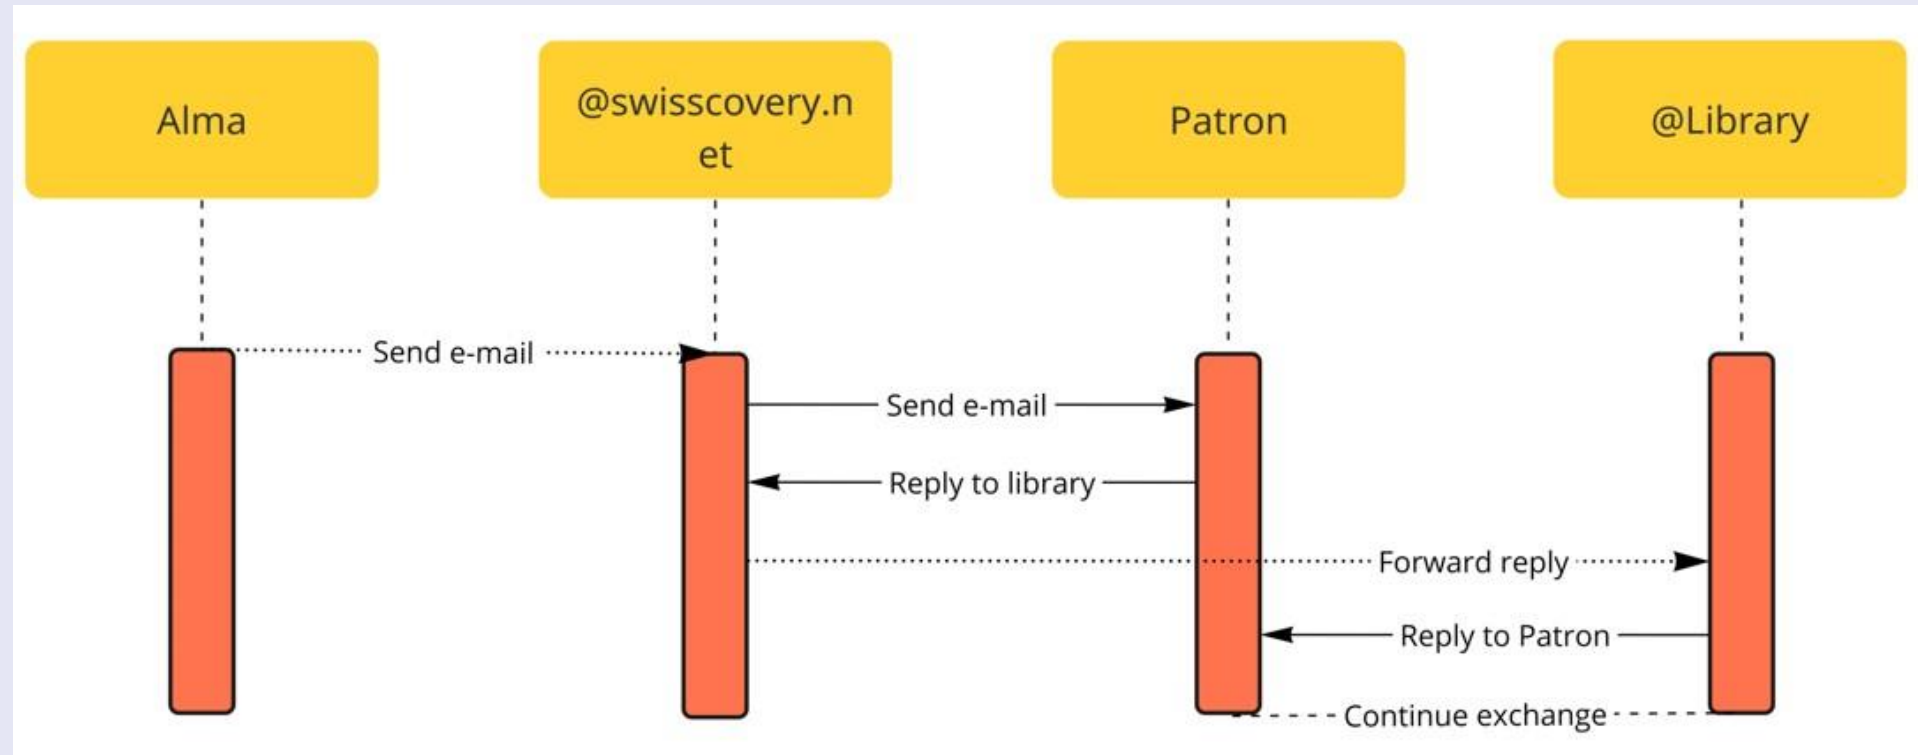 Alma
@swisscovery.n
et
Patron
@Library
Send e-mail
Send e-mail
Reply to library
Forward reply
Reply to Patron
Continue exchange